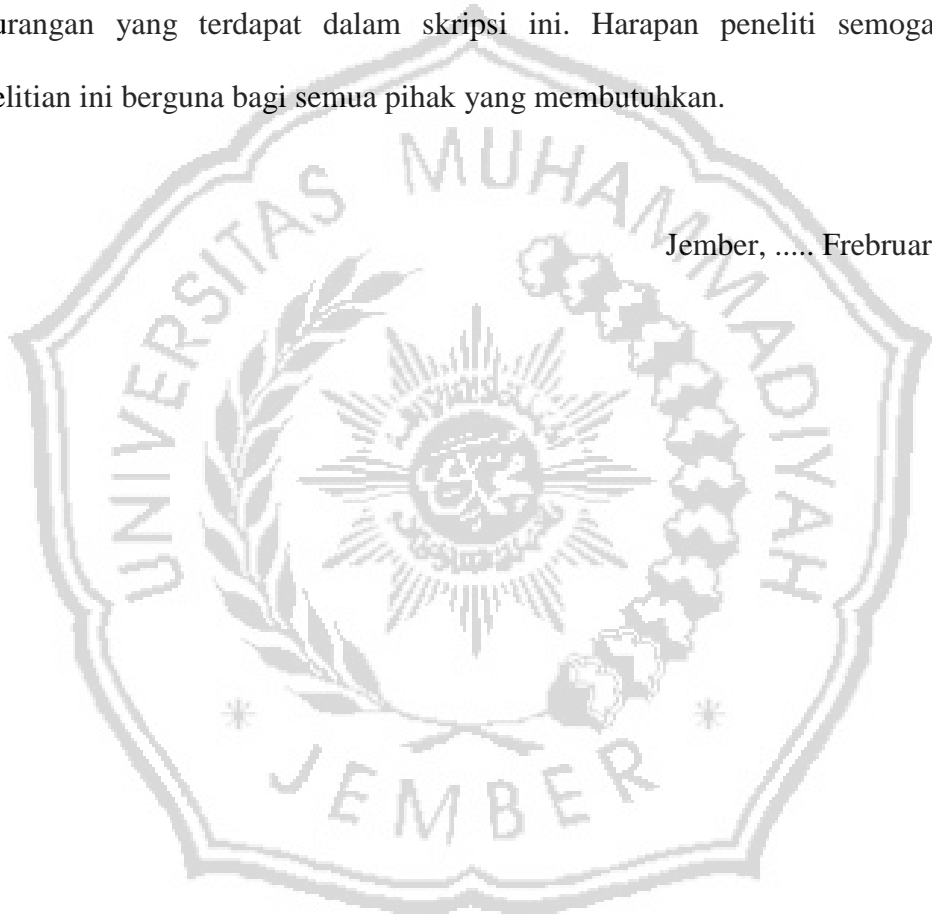 urangan yang terdapat dalam skripsi ini. Harapan peneliti semoga
elitian ini berguna bagi semua pihak yang membutuhkan.
Jember, ..... Frebruar
UNIVERSITAS MUHAMMADIYAH
JEMBER